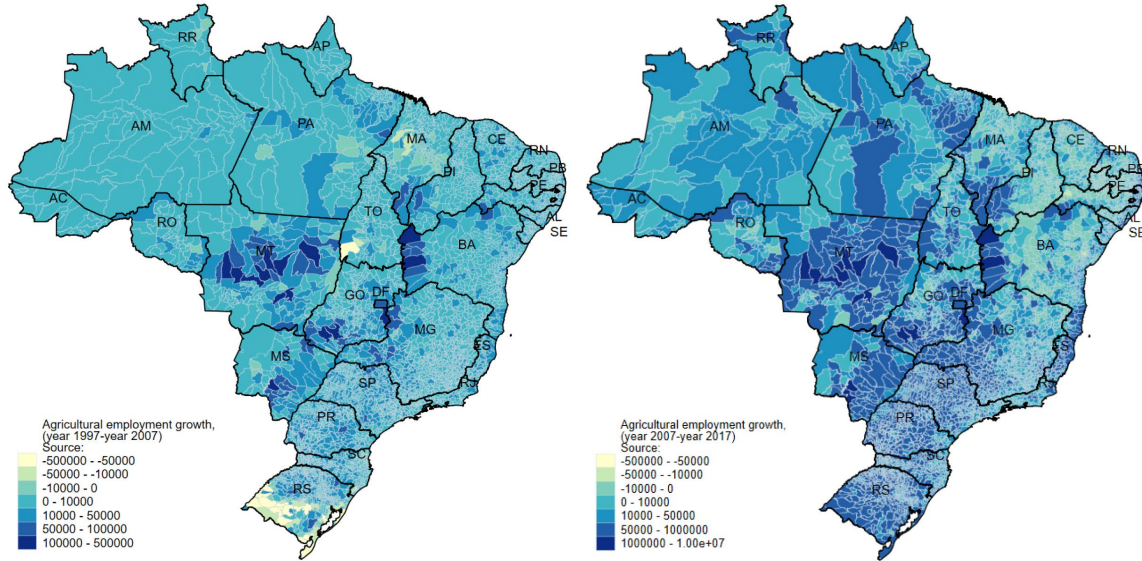 RR
AP
AM
PA
MA
CE
RN
PB
PI
PE
AC
TO
AL
SE
RO
BA
MT
GO
DF
MG
ES
MS
SP
RJ
PR
SC
RS
Agricultural employment growth,
(year 1997-year 2007)
Source:
-500000 - -50000
-50000 - -10000
-10000 - 0
0 - 10000
10000 - 50000
50000 - 100000
100000 - 500000
RR
AP
AM
PA
MA
CE
RN
PB
PI
PE
AC
TO
AL
SE
RO
BA
MT
GO
DF
MG
ES
MS
SP
RJ
PR
SC
RS
Agricultural employment growth,
(year 2007-year 2017)
Source:
-500000 - -50000
-50000 - -10000
-10000 - 0
0 - 10000
10000 - 50000
50000 - 1000000
1000000 - 1.00e+07